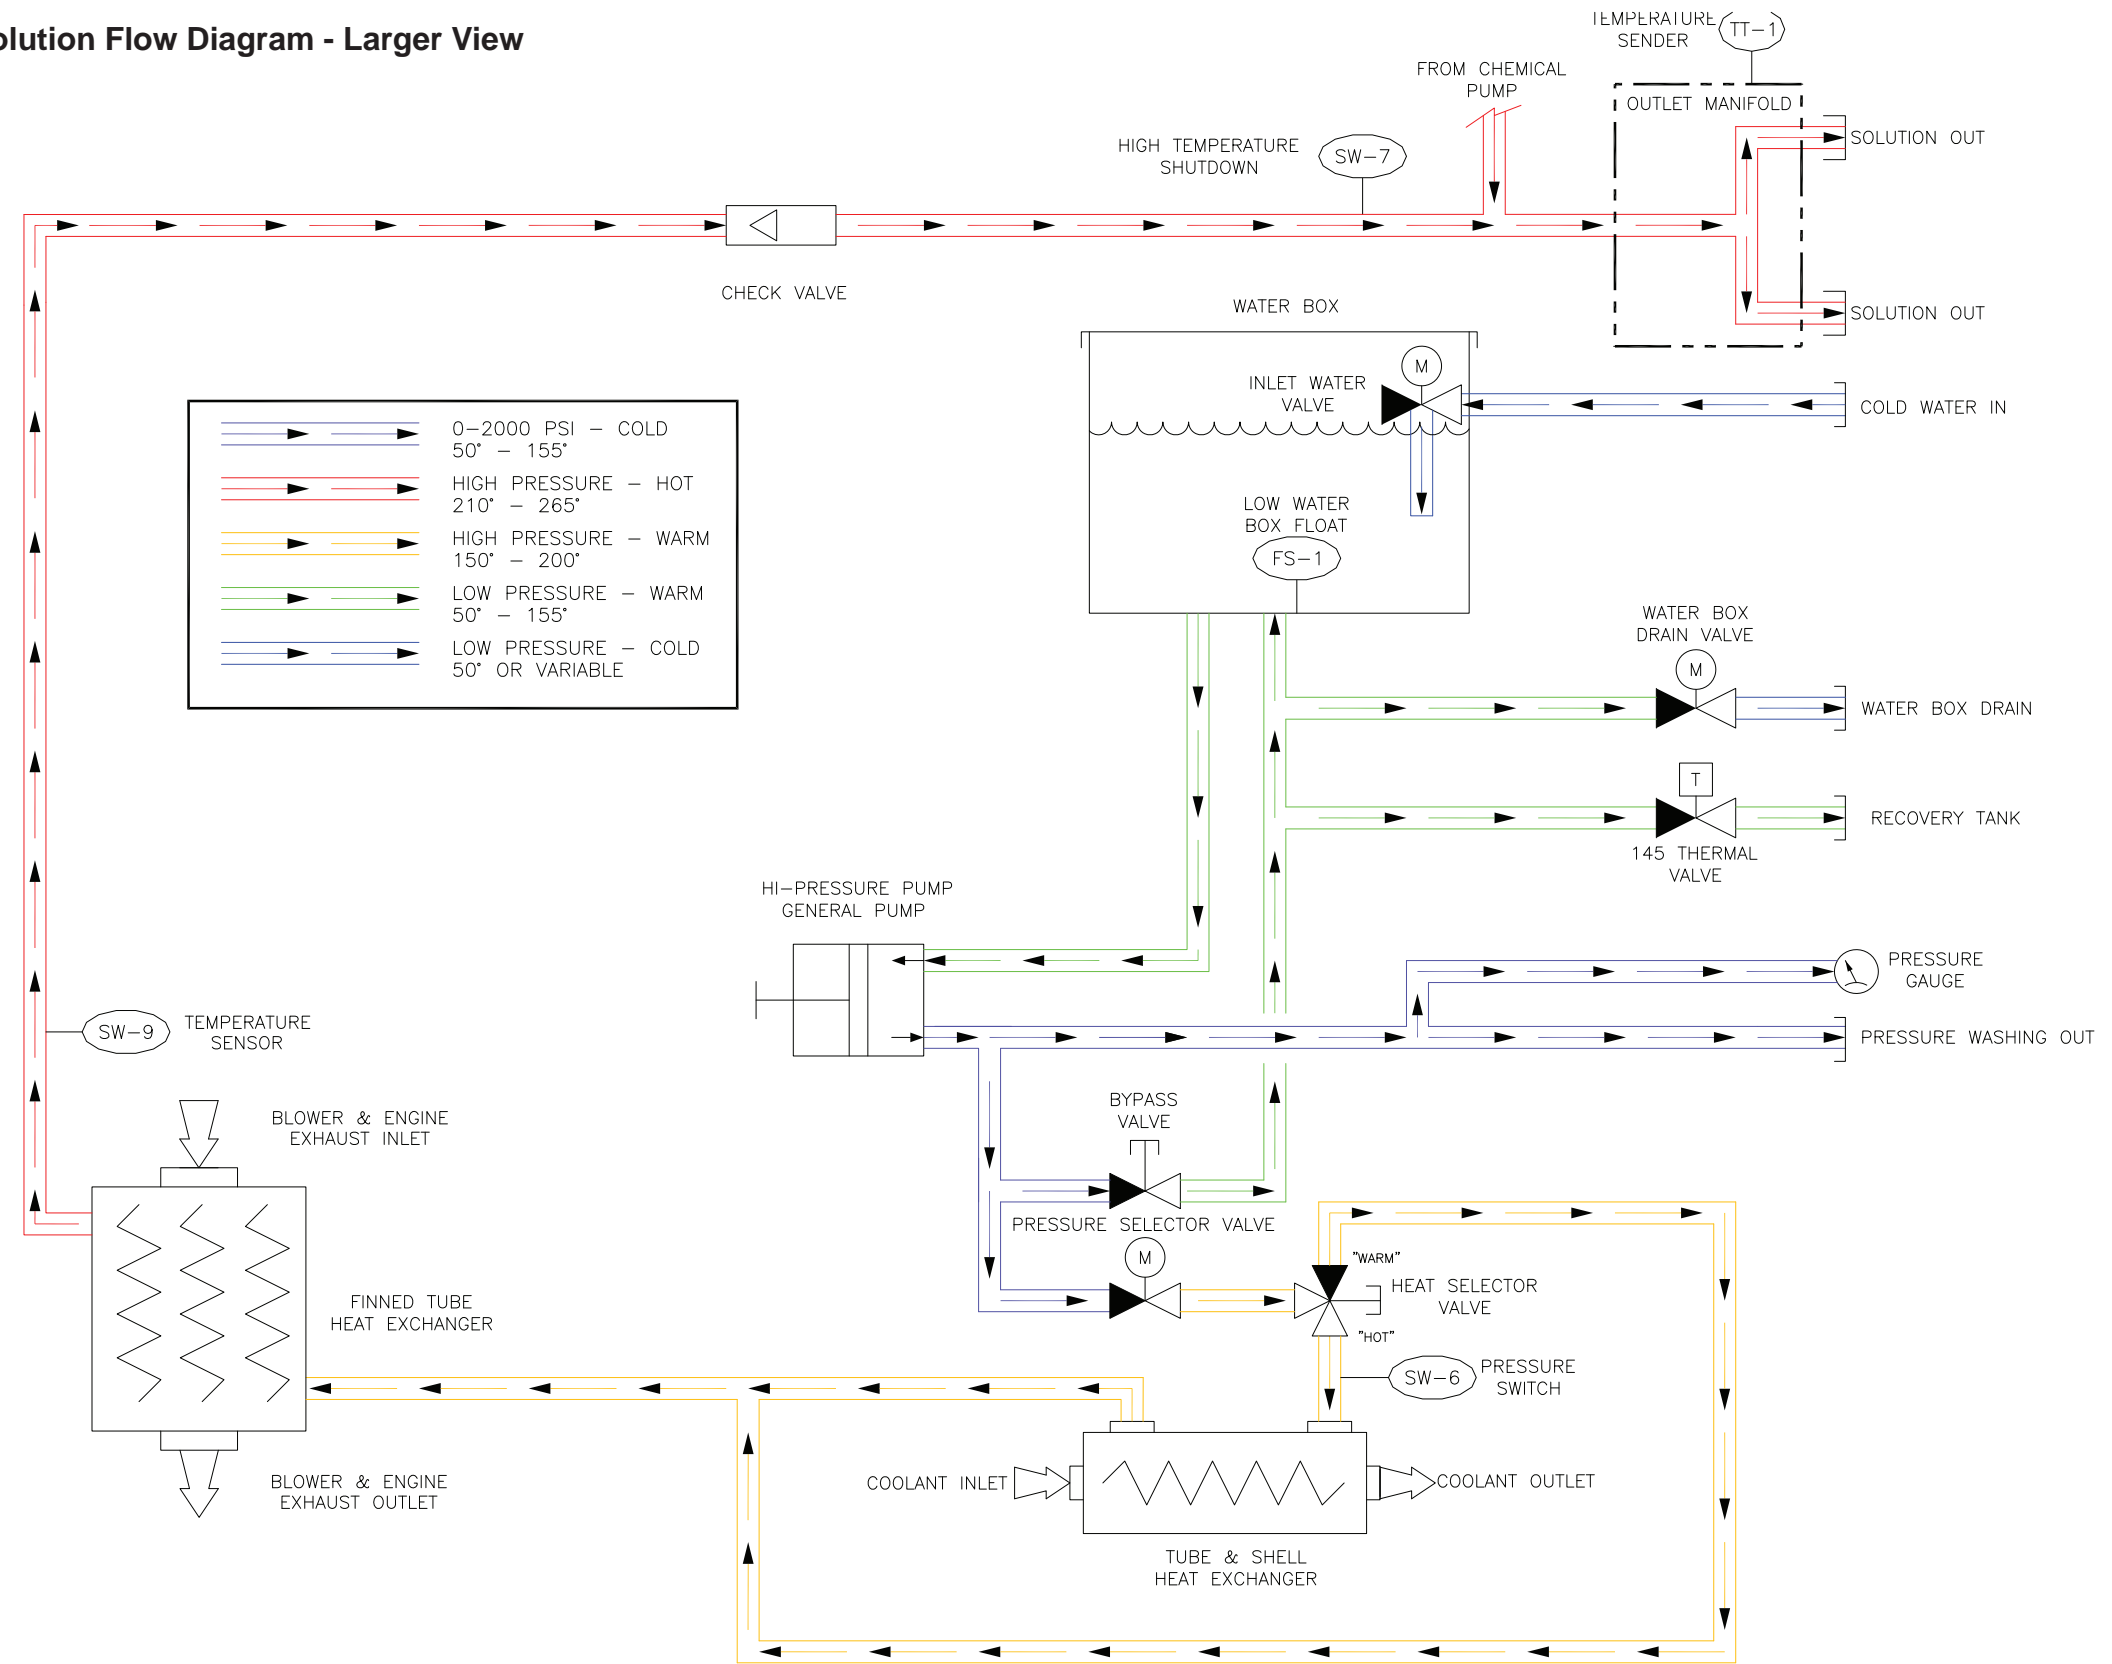 olution Flow Diagram - Larger View
TEMPERATURE
SENDER
TT-1
FROM CHEMICAL
PUMP
OUTLET MANIFOLD
SOLUTION OUT
HIGH TEMPERATURE
SHUTDOWN
SW-7
CHECK VALVE
WATER BOX
SOLUTION OUT
M
INLET WATER
VALVE
COLD WATER IN
0-2000 PSI - COLD
50° - 155°
HIGH PRESSURE - HOT
210° - 265°
HIGH PRESSURE - WARM
150° - 200°
LOW PRESSURE - WARM
50° - 155°
LOW PRESSURE - COLD
50° OR VARIABLE
LOW WATER
BOX FLOAT
FS-1
WATER BOX
DRAIN VALVE
M
WATER BOX DRAIN
T
RECOVERY TANK
145 THERMAL
VALVE
HI-PRESSURE PUMP
GENERAL PUMP
PRESSURE
GAUGE
PRESSURE WASHING OUT
SW-9
TEMPERATURE
SENSOR
BLOWER & ENGINE
EXHAUST INLET
BYPASS
VALVE
PRESSURE SELECTOR VALVE
M
"WARM"
HEAT SELECTOR
VALVE
"HOT"
FINNED TUBE
HEAT EXCHANGER
SW-6
PRESSURE
SWITCH
BLOWER & ENGINE
EXHAUST OUTLET
COOLANT INLET
COOLANT OUTLET
TUBE & SHELL
HEAT EXCHANGER